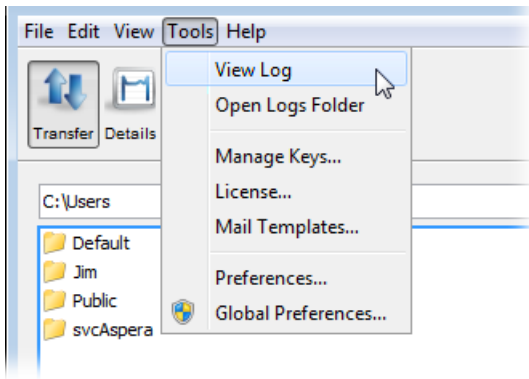 File Edit View Tools Help
View Log
Open Logs Folder
Transfer Details
Manage Keys...
License...
C:\Users
Mail Templates...
Default
Jim
Preferences...
Public
Global Preferences...
svcAspera